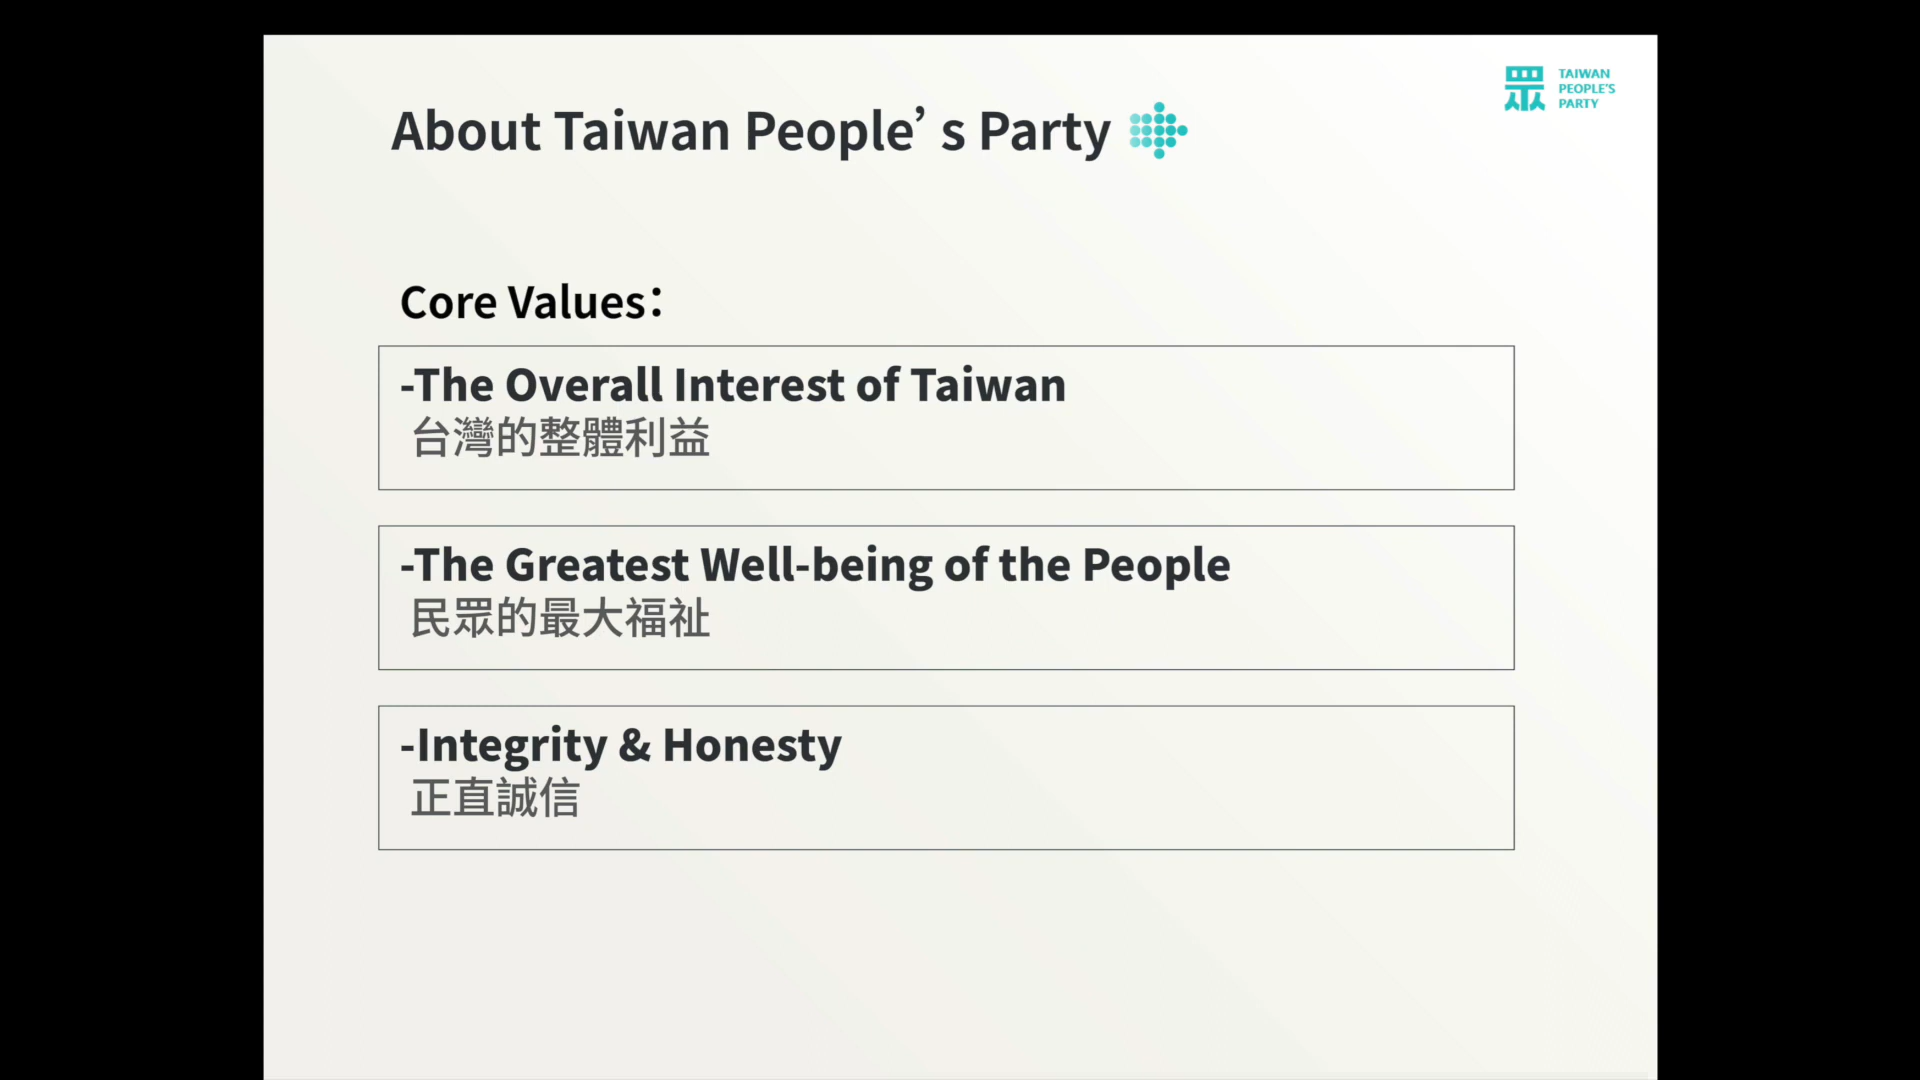 眾
TAIWAN
PEOPLE'S
PARTY
About Taiwan People’s Party
Core Values：
-The Overall Interest of Taiwan
台灣的整體利益
-The Greatest Well-being of the People
民眾的最大福祉
-Integrity & Honesty
正直誠信